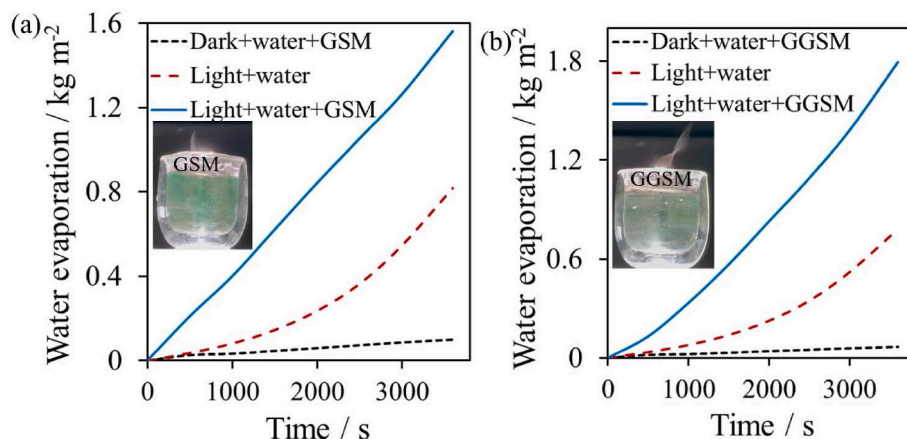 (a)
1.6
1.2
0.8
0.4
0
Water evaporation / kg m-2
Dark+water+GSM
Light+water
Light+water+GSM
GSM
0 1000 2000 3000
Time / s
(b)
1.8
1.2
0.6
0
Water evaporation / kg m-2
Dark+water+GGSM
Light+water
Light+water+GGSM
GGSM
0 1000 2000 3000
Time / s